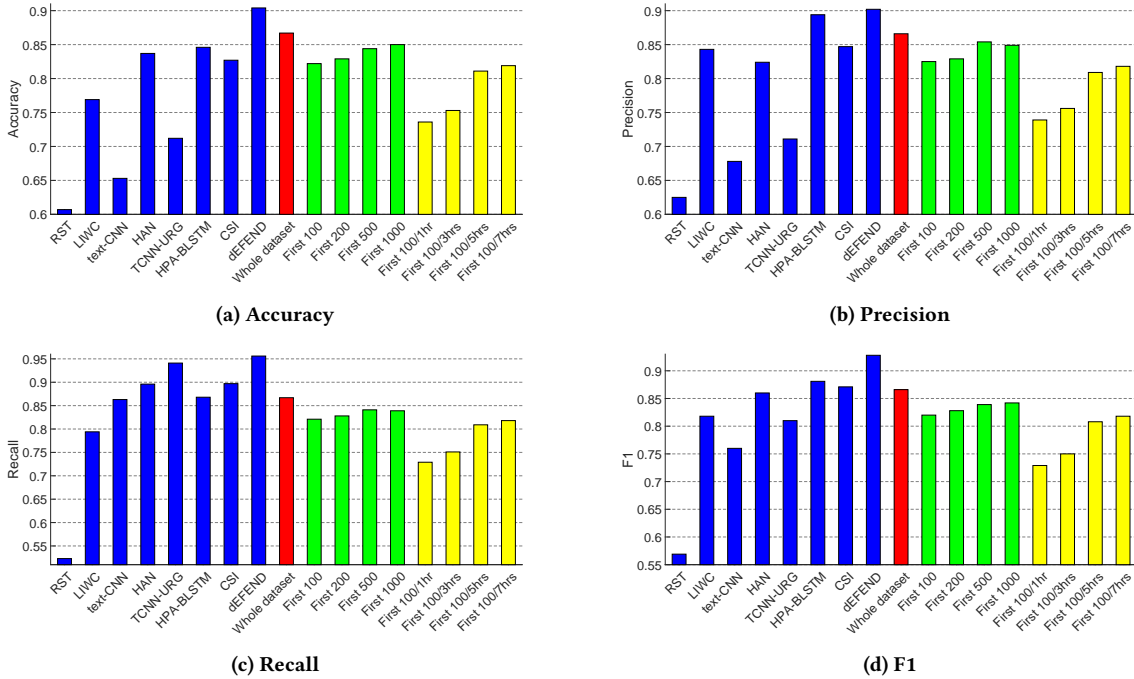 0.9
0.85
0.8
0.75
0.7
0.65
0.6
Accuracy
RST
LIWC
text-CNN
HAN
TCNN-URG
HPA-BLSTM
CSI
dEFEND
Whole dataset
First 100
First 200
First 500
First 1000
First 100/1hr
First 100/3hrs
First 100/5hrs
First 100/7hrs
(a) Accuracy
0.9
0.85
0.8
0.75
0.7
0.65
0.6
Precision
RST
LIWC
text-CNN
HAN
TCNN-URG
HPA-BLSTM
CSI
dEFEND
Whole dataset
First 100
First 200
First 500
First 1000
First 100/1hr
First 100/3hrs
First 100/5hrs
First 100/7hrs
(b) Precision
0.95
0.9
0.85
0.8
0.75
0.7
0.65
0.6
0.55
Recall
RST
LIWC
text-CNN
HAN
TCNN-URG
HPA-BLSTM
CSI
dEFEND
Whole dataset
First 100
First 200
First 500
First 1000
First 100/1hr
First 100/3hrs
First 100/5hrs
First 100/7hrs
(c) Recall
0.9
0.85
0.8
0.75
0.7
0.65
0.6
0.55
F1
RST
LIWC
text-CNN
HAN
TCNN-URG
HPA-BLSTM
CSI
dEFEND
Whole dataset
First 100
First 200
First 500
First 1000
First 100/1hr
First 100/3hrs
First 100/5hrs
First 100/7hrs
(d) F1